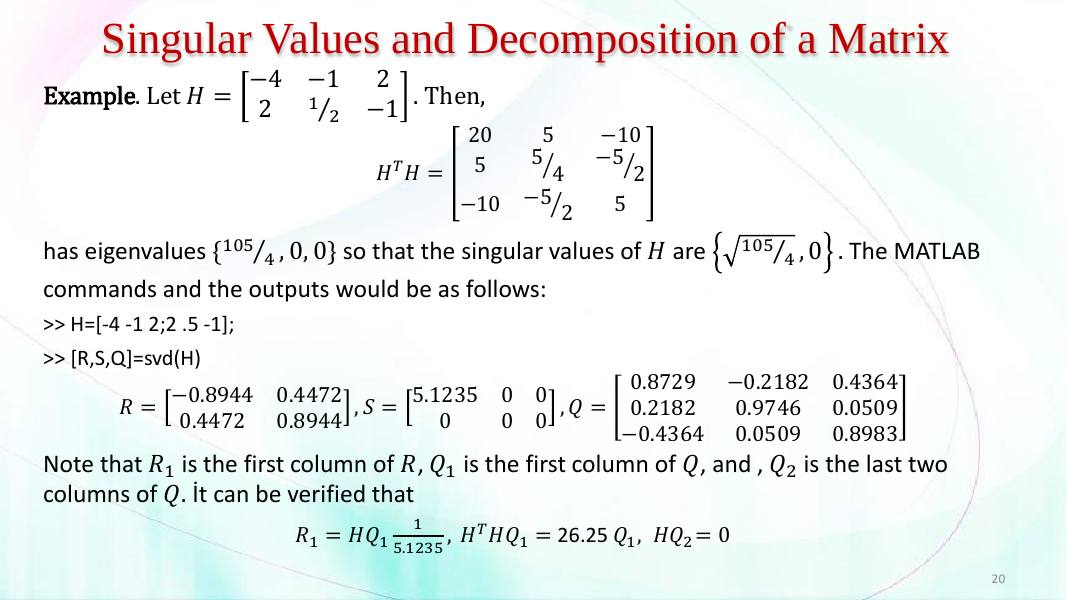 Singular Values and Decomposition of a Matrix
Example. Let H = [−4 −1 2; 2 1/2 −1]. Then,
HᵀH = [20 5 −10; 5 5/4 −5/2; −10 −5/2 5]
has eigenvalues {105/4, 0, 0} so that the singular values of H are {√105/4, 0}. The MATLAB
commands and the outputs would be as follows:
>> H=[-4 -1 2;2 .5 -1];
>> [R,S,Q]=svd(H)
R = [−0.8944 0.4472; 0.4472 0.8944], S = [5.1235 0 0; 0 0 0], Q = [0.8729 −0.2182 0.4364; 0.2182 0.9746 0.0509; −0.4364 0.0509 0.8983]
Note that R₁ is the first column of R, Q₁ is the first column of Q, and , Q₂ is the last two
columns of Q. İt can be verified that
R₁ = HQ₁ 1/5.1235, HᵀHQ₁ = 26.25 Q₁, HQ₂= 0
20